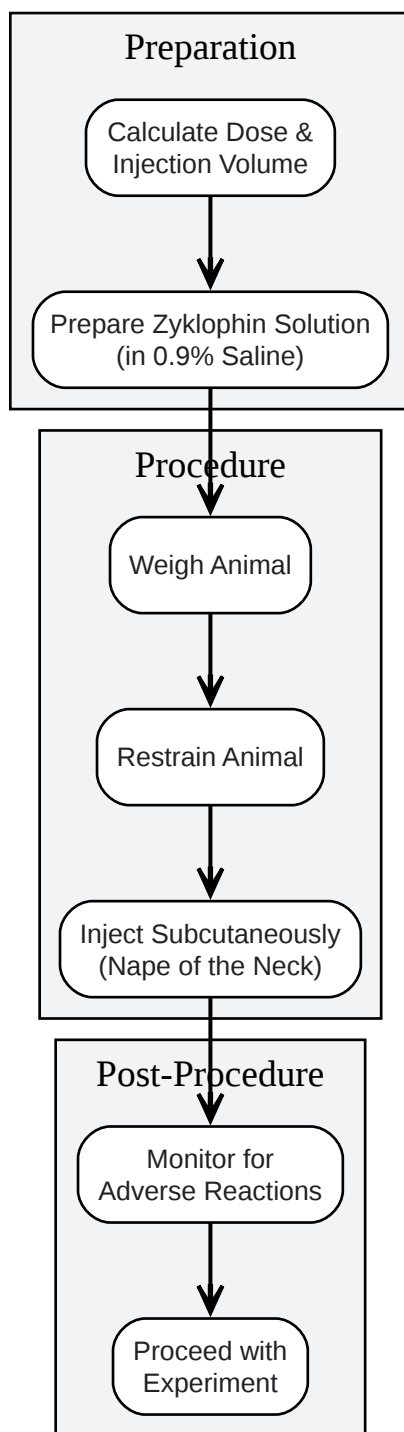 Preparation
Calculate Dose &
Injection Volume
Prepare Zyklophin Solution
(in 0.9% Saline)
Procedure
Weigh Animal
Restrain Animal
Inject Subcutaneously
(Nape of the Neck)
Post-Procedure
Monitor for
Adverse Reactions
Proceed with
Experiment